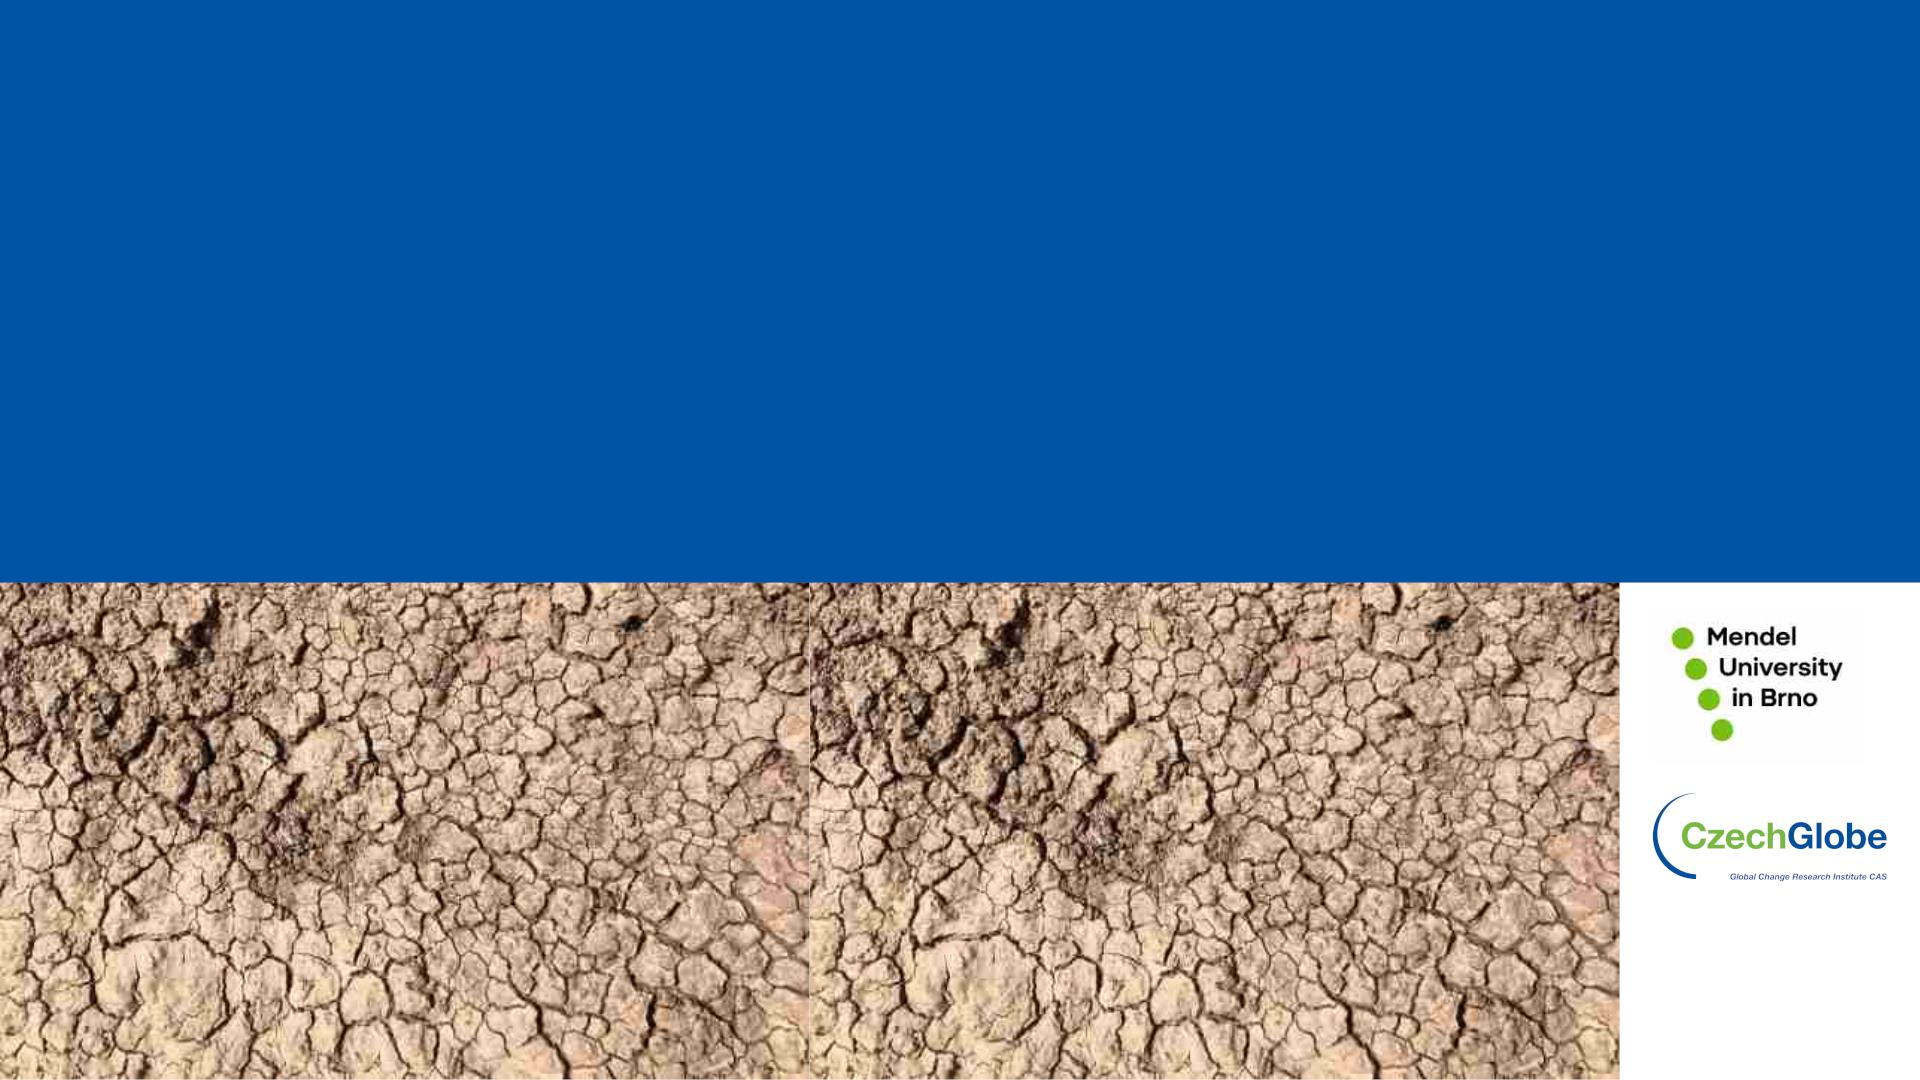 Mendel
University
in Brno
CzechGlobe
Global Change Research Institute CAS